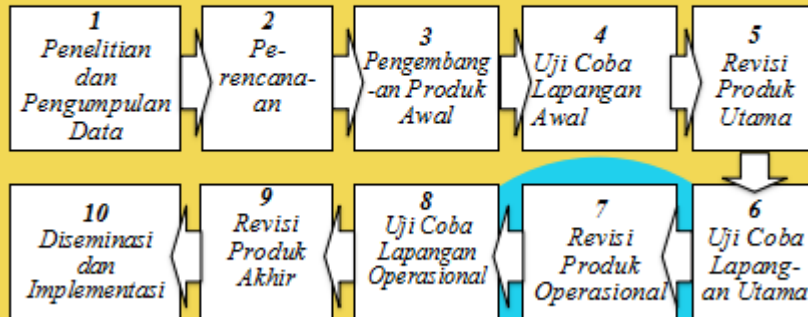 1
Penelitian
dan
Pengumpulan
Data
2
Pe-
rencana-
an
3
Pengembang
-an Produk
Awal
4
Uji Coba
Lapangan
Awal
5
Revisi
Produk
Utama
6
Uji Coba
Lapang-
an Utama
7
Revisi
Produk
Operasional
8
Uji Coba
Lapangan
Operasional
9
Revisi
Produk
Akhir
10
Diseminasi
dan
Implementasi